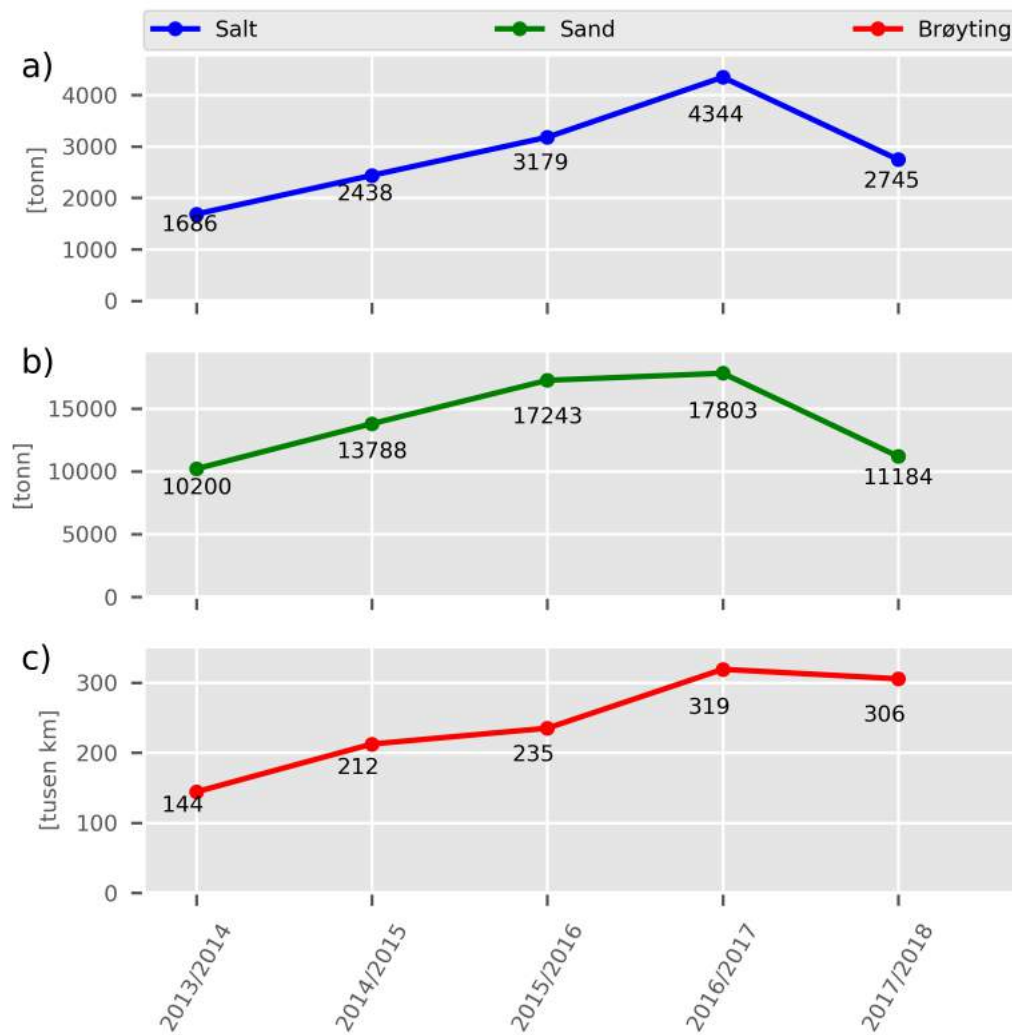 Salt Sand Brøyting
a)
4000
3000
2000
1000
0
[tonn]
1686 2438 3179 4344 2745
b)
15000
10000
5000
0
[tonn]
10200 13788 17243 17803 11184
c)
300
200
100
0
[tusen km]
144 212 235 319 306
2013/2014 2014/2015 2015/2016 2016/2017 2017/2018